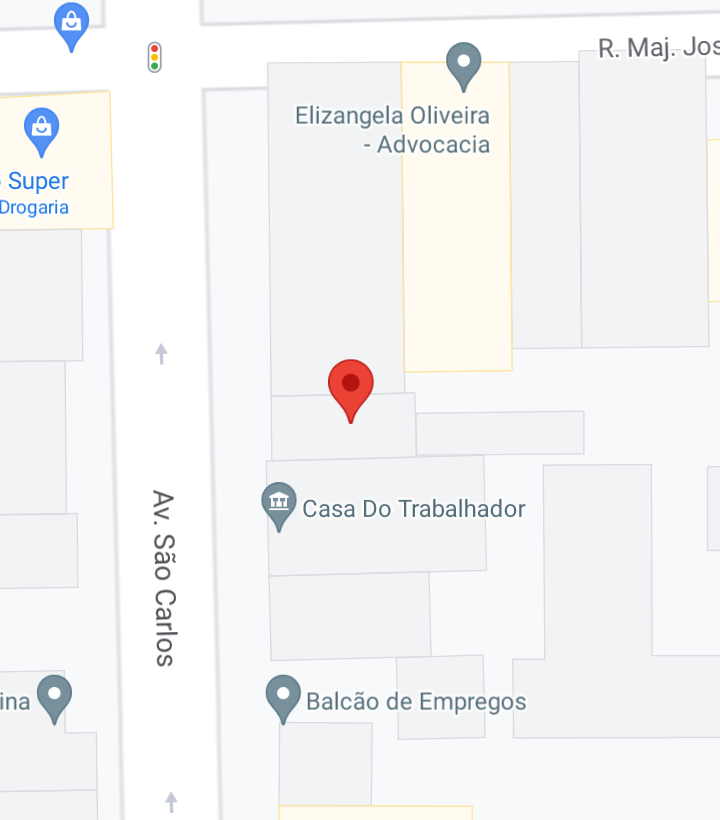 R. Maj. Jos
Elizangela Oliveira
- Advocacia
Super
Drogaria
Casa Do Trabalhador
Av. São Carlos
ina
Balcão de Empregos